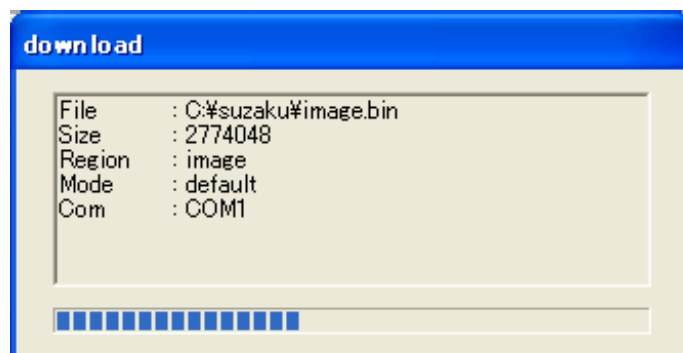 download
File : C:¥suzaku¥image.bin
Size : 2774048
Region : image
Mode : default
Com : COM1